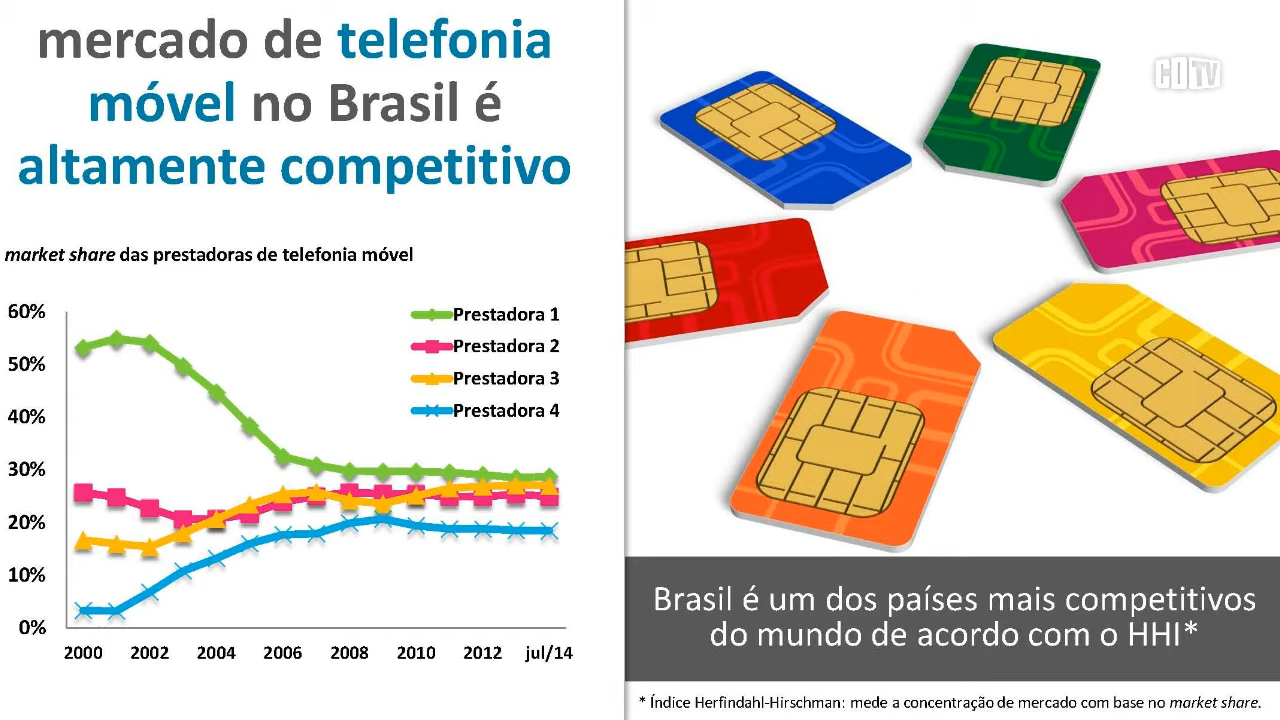 mercado de telefonia
móvel no Brasil é
altamente competitivo
market share das prestadoras de telefonia móvel
60%
50%
40%
30%
20%
10%
0%
Prestadora 1
Prestadora 2
Prestadora 3
Prestadora 4
2000 2002 2004 2006 2008 2010 2012 jul/14
CDTV
Brasil é um dos países mais competitivos
do mundo de acordo com o HHI*
* Índice Herfindahl-Hirschman: mede a concentração de mercado com base no market share.